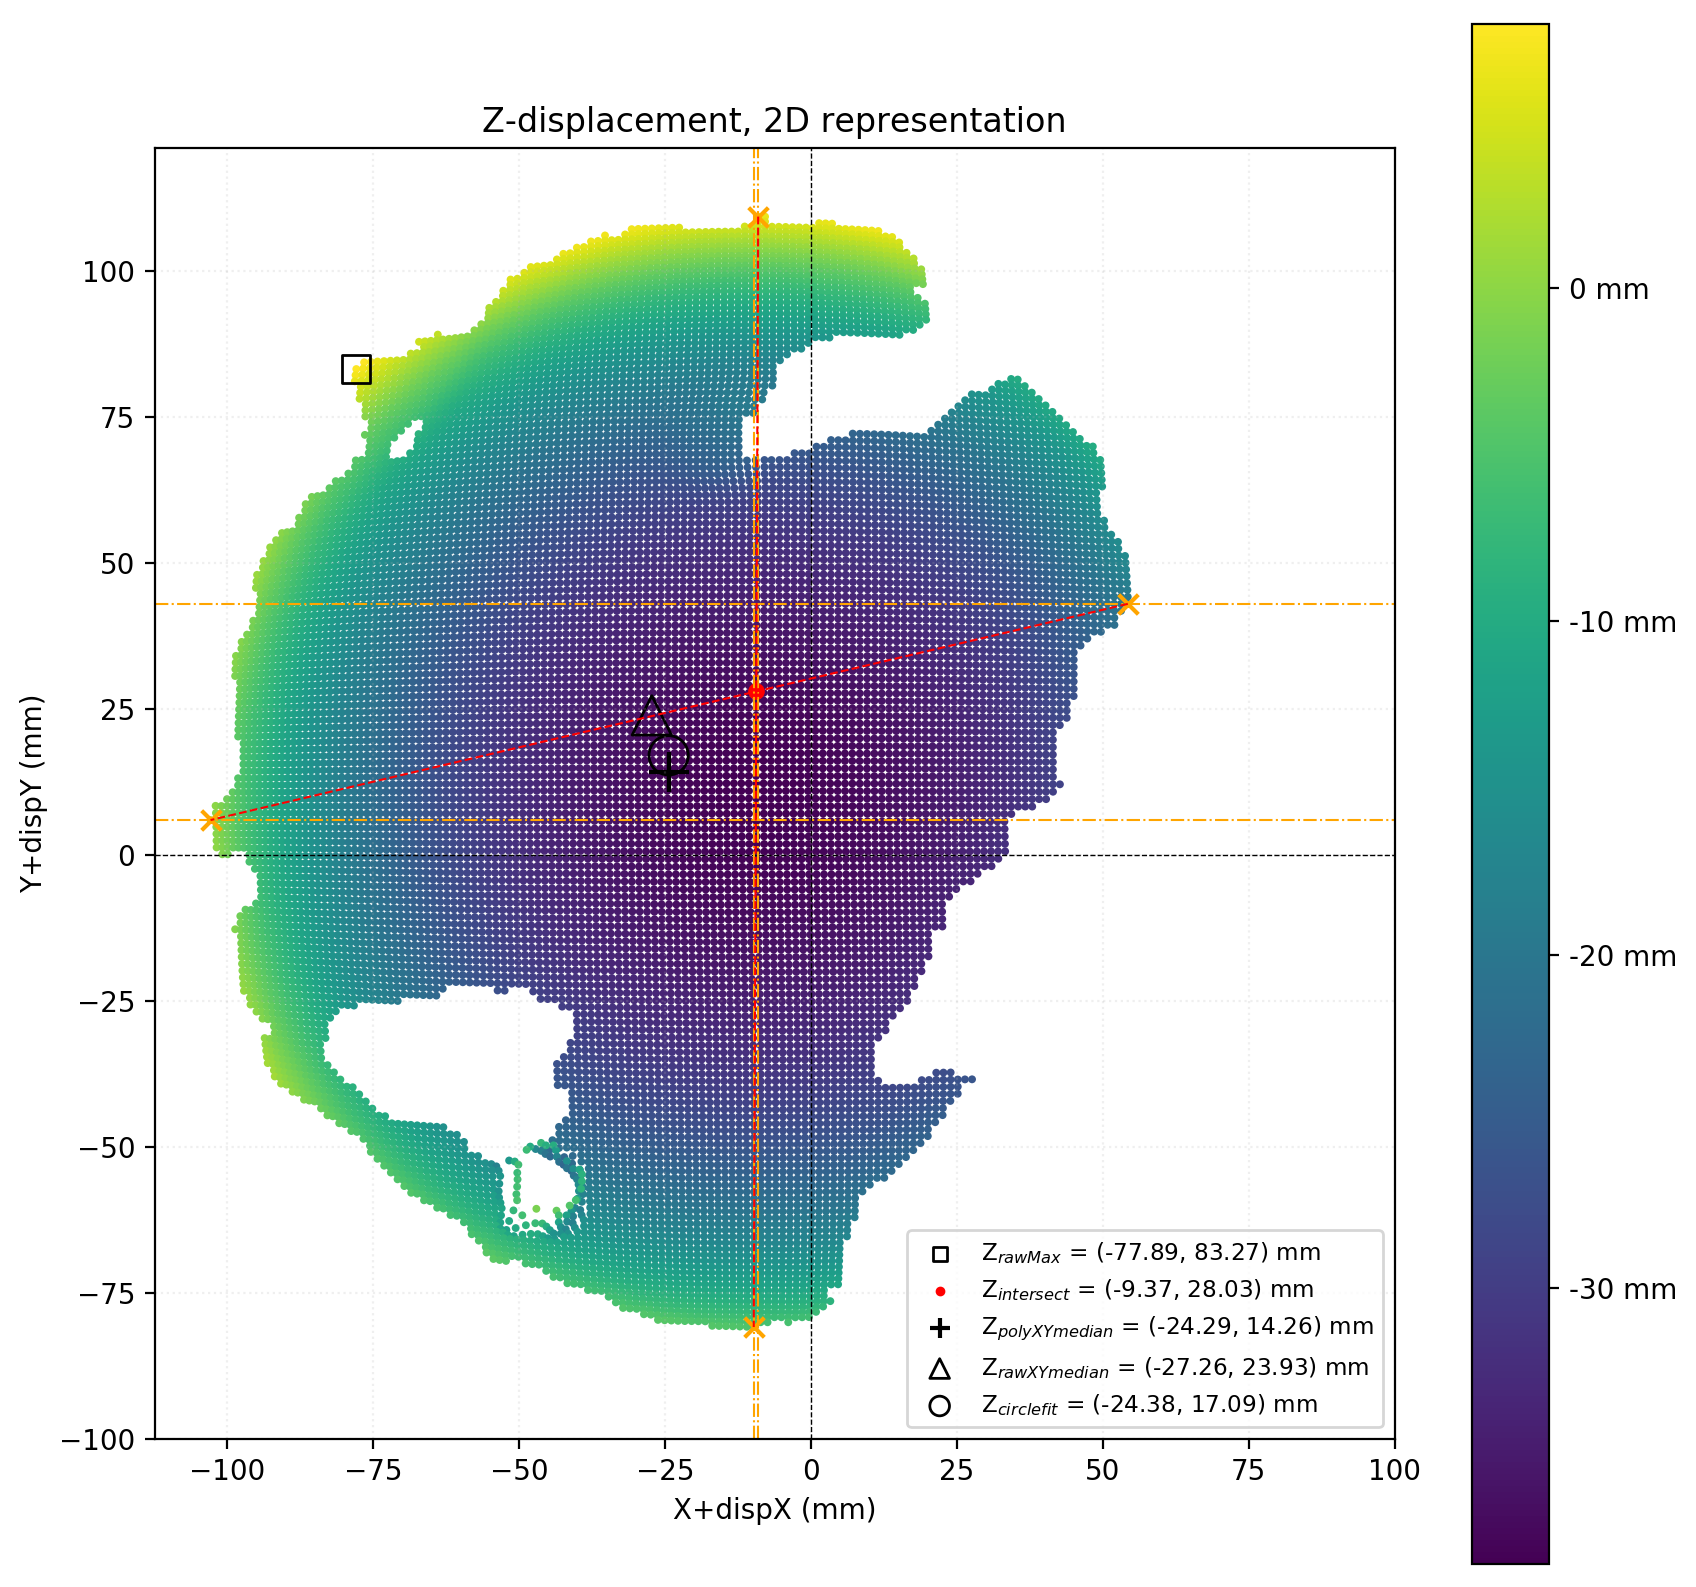 Z-displacement, 2D representation
100
75
50
25
0
−25
−50
−75
−100
Y+dispY (mm)
−100
−75
−50
−25
0
25
50
75
100
X+dispX (mm)
Z_rawMax = (-77.89, 83.27) mm
Z_intersect = (-9.37, 28.03) mm
Z_polyXYmedian = (-24.29, 14.26) mm
Z_rawXYmedian = (-27.26, 23.93) mm
Z_circlefit = (-24.38, 17.09) mm
0 mm
-10 mm
-20 mm
-30 mm